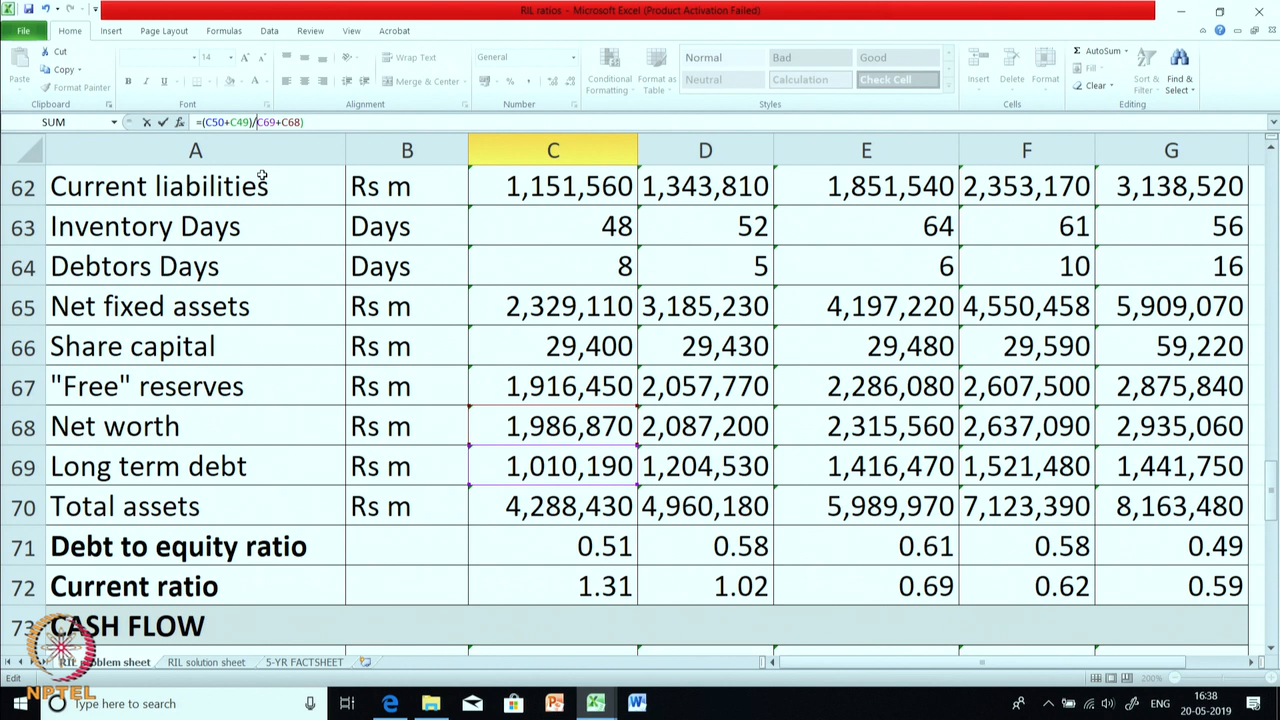 RIL ratios - Microsoft Excel (Product Activation Failed)
File Home Insert Page Layout Formulas Data Review View Acrobat
Cut
Copy
Format Painter
Paste
Clipboard
14 A A
B I U A
Font
Wrap Text
Merge & Center
Alignment
General
Number
Conditional Formatting
Format as Table
Normal Bad Good
Neutral Calculation Check Cell
Styles
Insert Delete Format
Cells
AutoSum
Fill
Clear
Sort & Filter
Find & Select
Editing
SUM =(C50+C49)/C69+C68)
A B C D E F G
62 Current liabilities Rs m 1,151,560 1,343,810 1,851,540 2,353,170 3,138,520
63 Inventory Days Days 48 52 64 61 56
64 Debtors Days Days 8 5 6 10 16
65 Net fixed assets Rs m 2,329,110 3,185,230 4,197,220 4,550,458 5,909,070
66 Share capital Rs m 29,400 29,430 29,480 29,590 59,220
67 "Free" reserves Rs m 1,916,450 2,057,770 2,286,080 2,607,500 2,875,840
68 Net worth Rs m 1,986,870 2,087,200 2,315,560 2,637,090 2,935,060
69 Long term debt Rs m 1,010,190 1,204,530 1,416,470 1,521,480 1,441,750
70 Total assets Rs m 4,288,430 4,960,180 5,989,970 7,123,390 8,163,480
71 Debt to equity ratio 0.51 0.58 0.61 0.58 0.49
72 Current ratio 1.31 1.02 0.69 0.62 0.59
73 CASH FLOW
RIL problem sheet RIL solution sheet 5-YR FACTSHEET
Edit 200%
NPTEL
Type here to search
ENG
16:38
20-05-2019